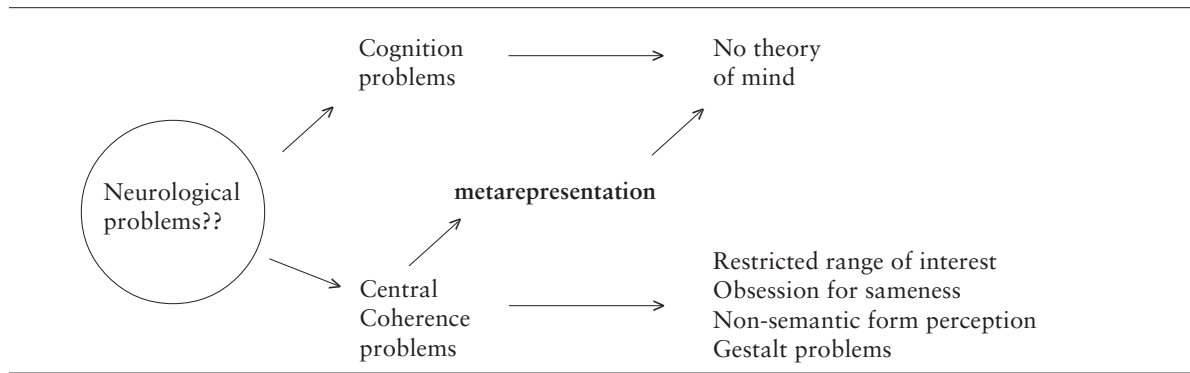 Cognition
problems
No theory
of mind
Neurological
problems??
metarepresentation
Central
Coherence
problems
Restricted range of interest
Obsession for sameness
Non-semantic form perception
Gestalt problems